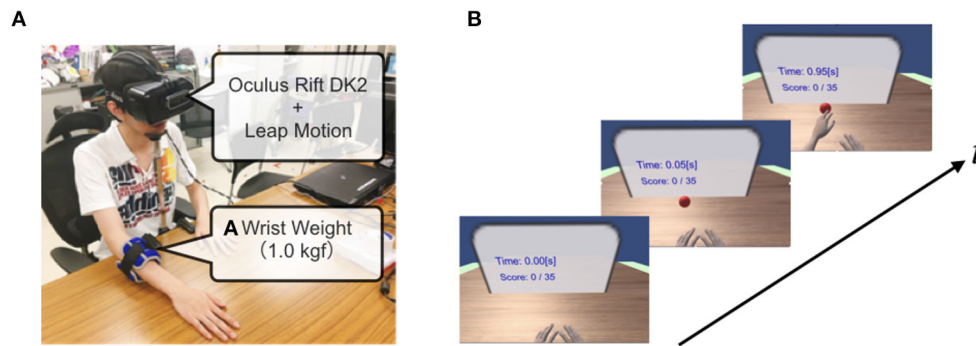 A
B
Oculus Rift DK2
+
Leap Motion
A Wrist Weight
(1.0 kgf)
Time: 0.95[s]
Score: 0 / 35
Time: 0.05[s]
Score: 0 / 35
Time: 0.00[s]
Score: 0 / 35
t